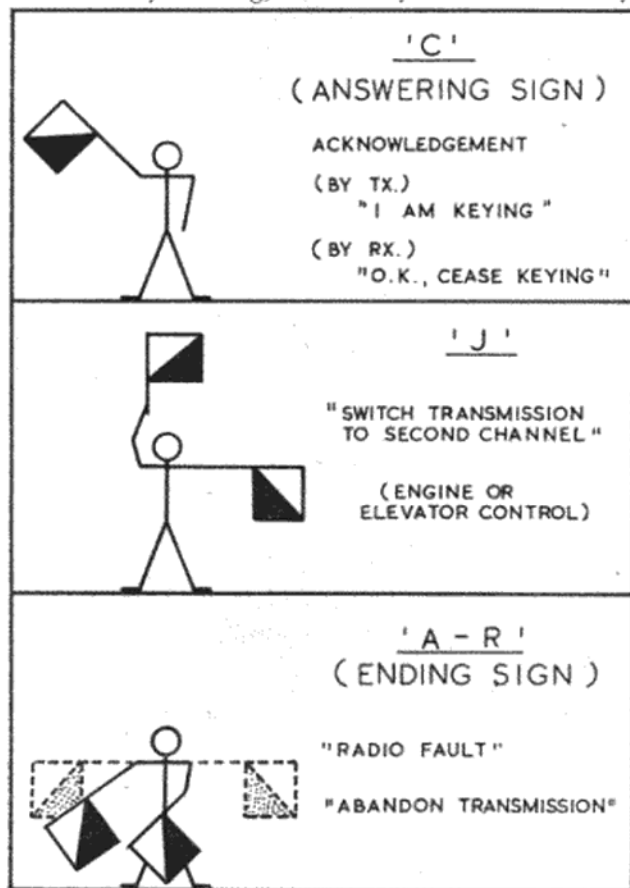 'C'
(ANSWERING SIGN)
ACKNOWLEDGEMENT
(BY TX.)
"I AM KEYING"
(BY RX.)
"O.K., CEASE KEYING"
'J'
"SWITCH TRANSMISSION
TO SECOND CHANNEL"
(ENGINE OR
ELEVATOR CONTROL)
'A - R'
(ENDING SIGN)
"RADIO FAULT"
"ABANDON TRANSMISSION"